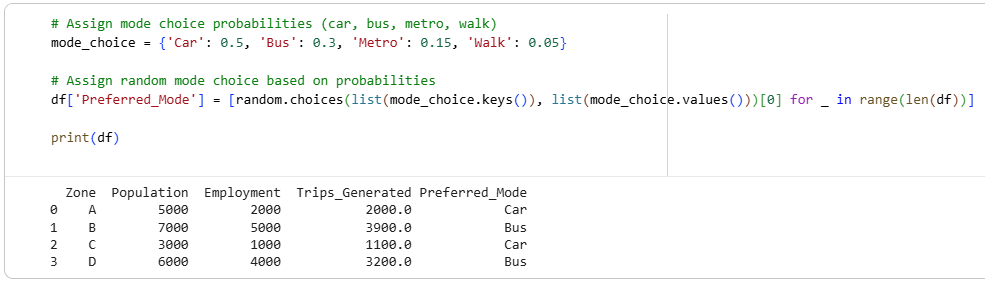 # Assign mode choice probabilities (car, bus, metro, walk)
mode_choice = {'Car': 0.5, 'Bus': 0.3, 'Metro': 0.15, 'Walk': 0.05}
# Assign random mode choice based on probabilities
df['Preferred_Mode'] = [random.choices(list(mode_choice.keys()), list(mode_choice.values()))[0] for _ in range(len(df))]
print(df)
Zone Population Employment Trips_Generated Preferred_Mode
0 A 5000 2000 2000.0 Car
1 B 7000 5000 3900.0 Bus
2 C 3000 1000 1100.0 Car
3 D 6000 4000 3200.0 Bus